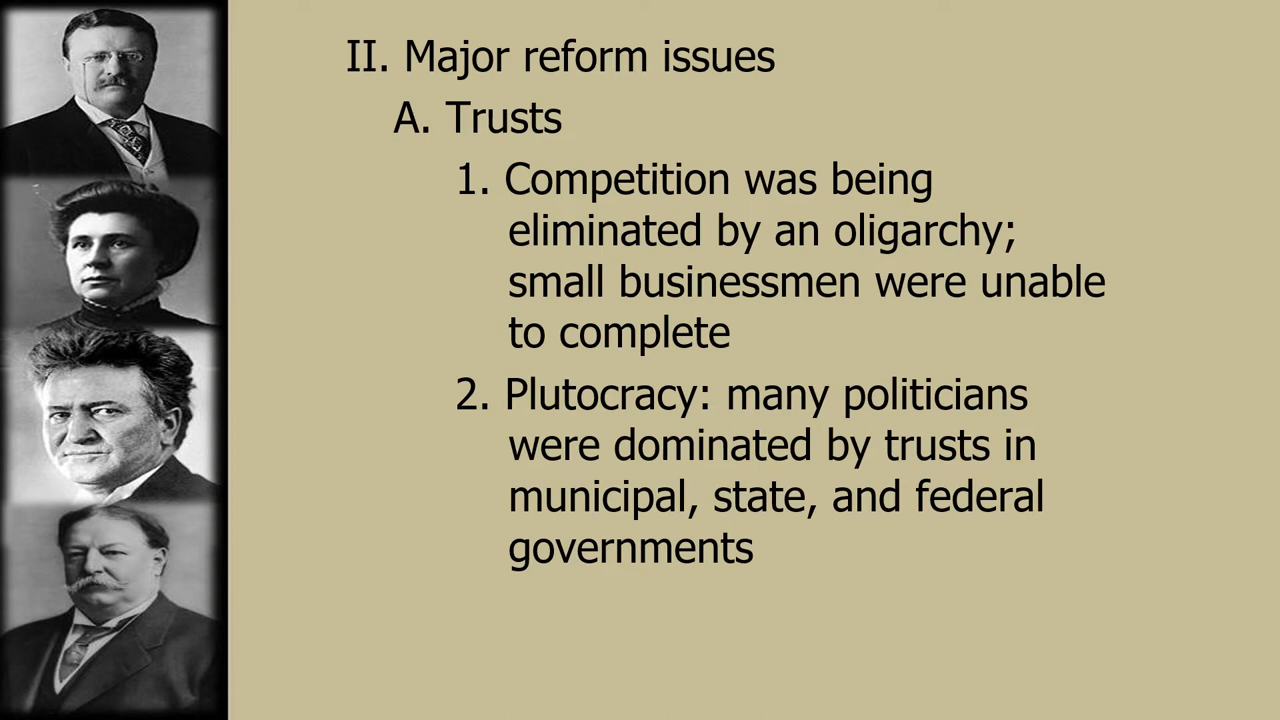 II. Major reform issues
A. Trusts
1. Competition was being
eliminated by an oligarchy;
small businessmen were unable
to complete
2. Plutocracy: many politicians
were dominated by trusts in
municipal, state, and federal
governments